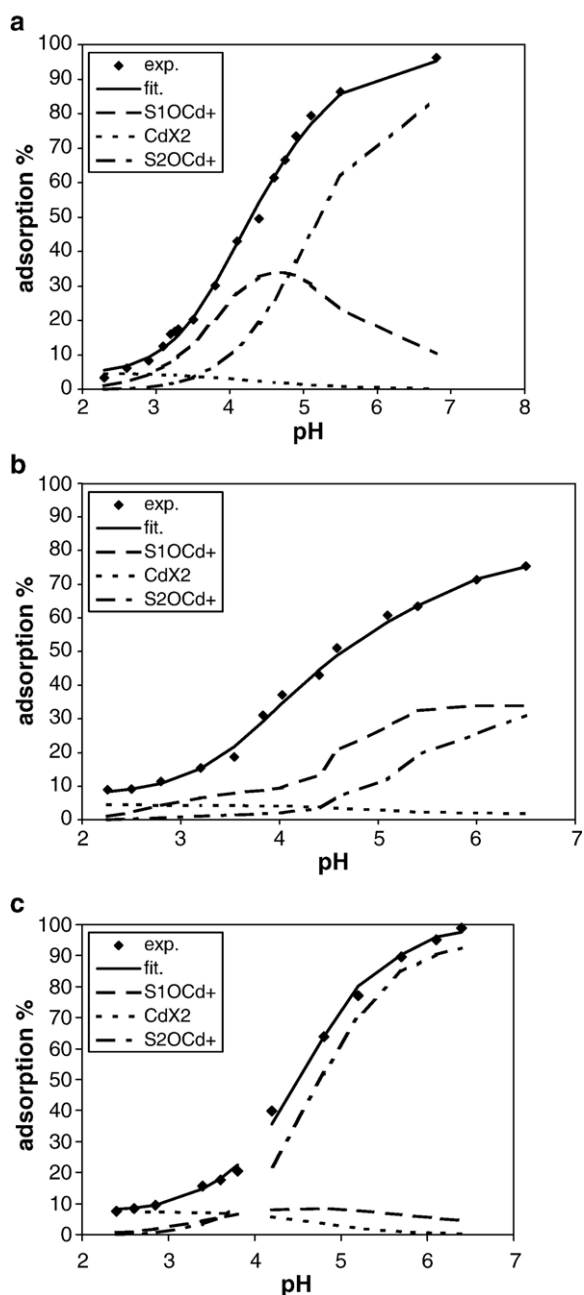 a
100
90
80
70
60
50
40
30
20
10
0
adsorption %
exp.
fit.
S1OCd+
CdX2
S2OCd+
2 3 4 5 6 7 8
pH
b
100
90
80
70
60
50
40
30
20
10
0
adsorption %
exp.
fit.
S1OCd+
CdX2
S2OCd+
2 3 4 5 6 7
pH
c
100
90
80
70
60
50
40
30
20
10
0
adsorption %
exp.
fit.
S1OCd+
CdX2
S2OCd+
2 3 4 5 6 7
pH